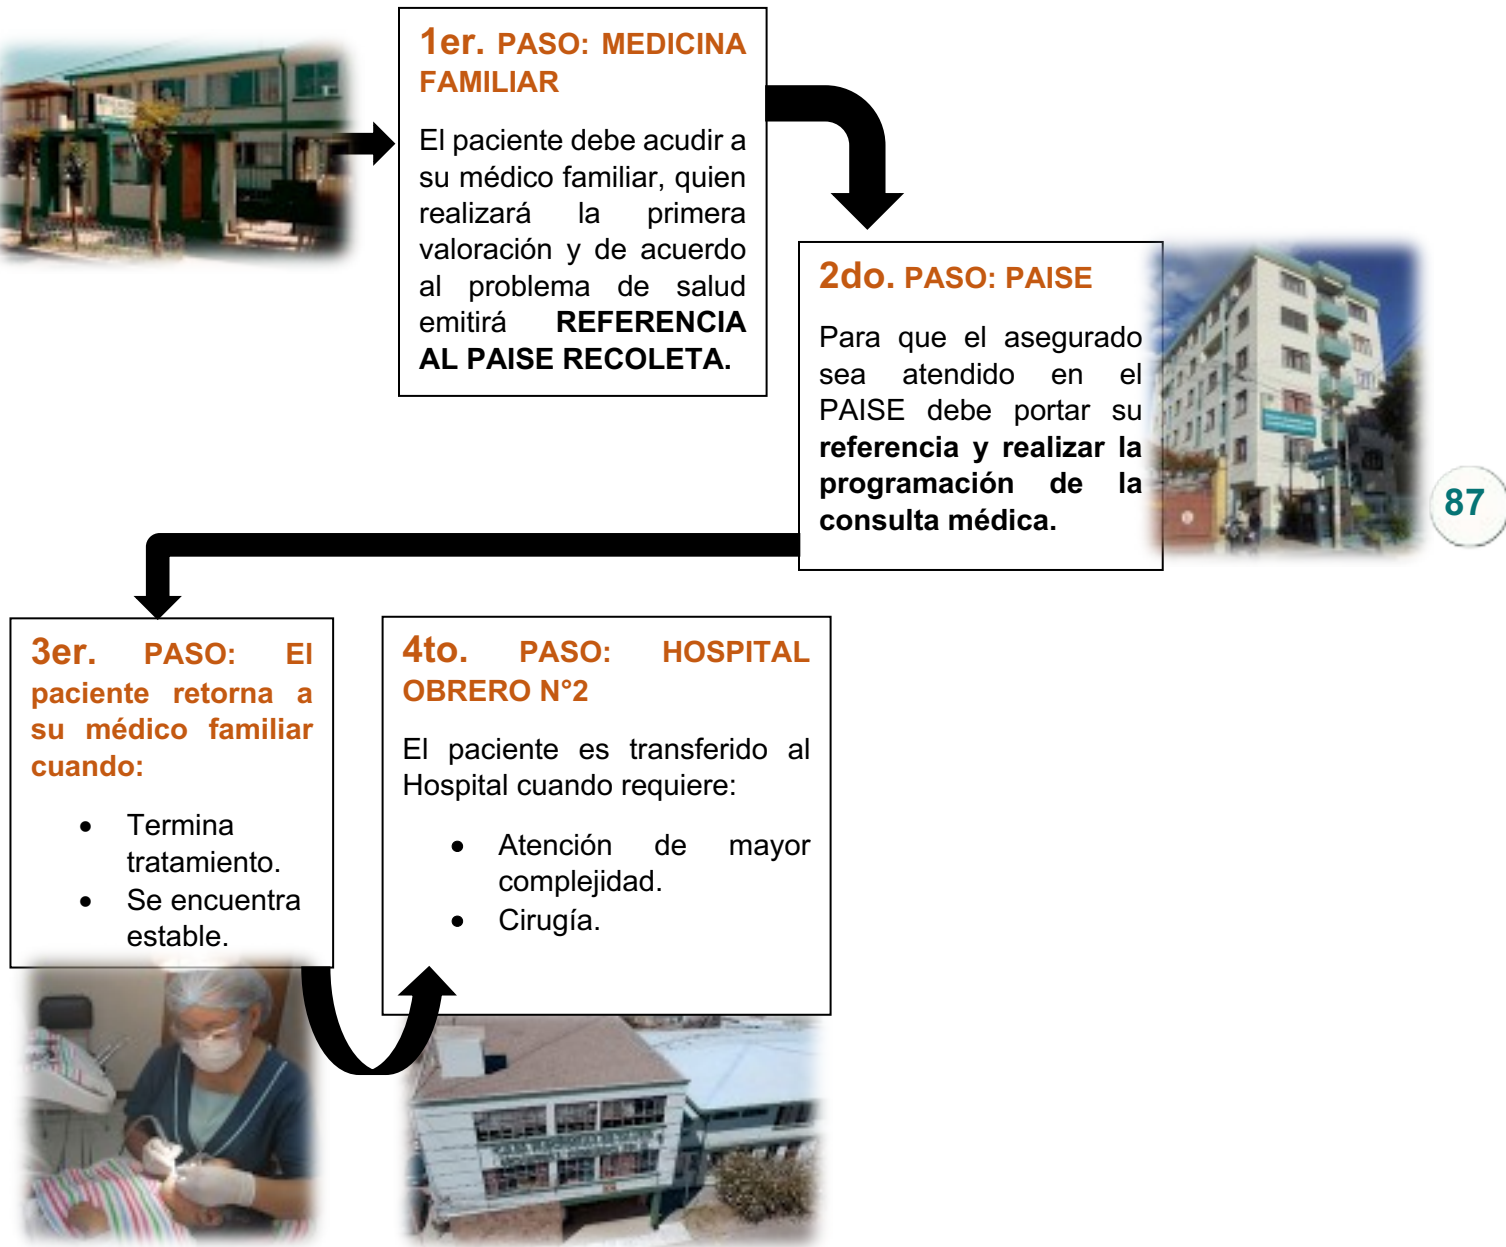 1er. PASO: MEDICINA
FAMILIAR
El paciente debe acudir a
su médico familiar, quien
realizará la primera
valoración y de acuerdo
al problema de salud
emitirá REFERENCIA
AL PAISE RECOLETA.
2do. PASO: PAISE
Para que el asegurado
sea atendido en el
PAISE debe portar su
referencia y realizar la
programación de la
consulta médica.
87
3er. PASO: El
paciente retorna a
su médico familiar
cuando:
• Termina
tratamiento.
• Se encuentra
estable.
4to. PASO: HOSPITAL
OBRERO N°2
El paciente es transferido al
Hospital cuando requiere:
• Atención de mayor
complejidad.
• Cirugía.